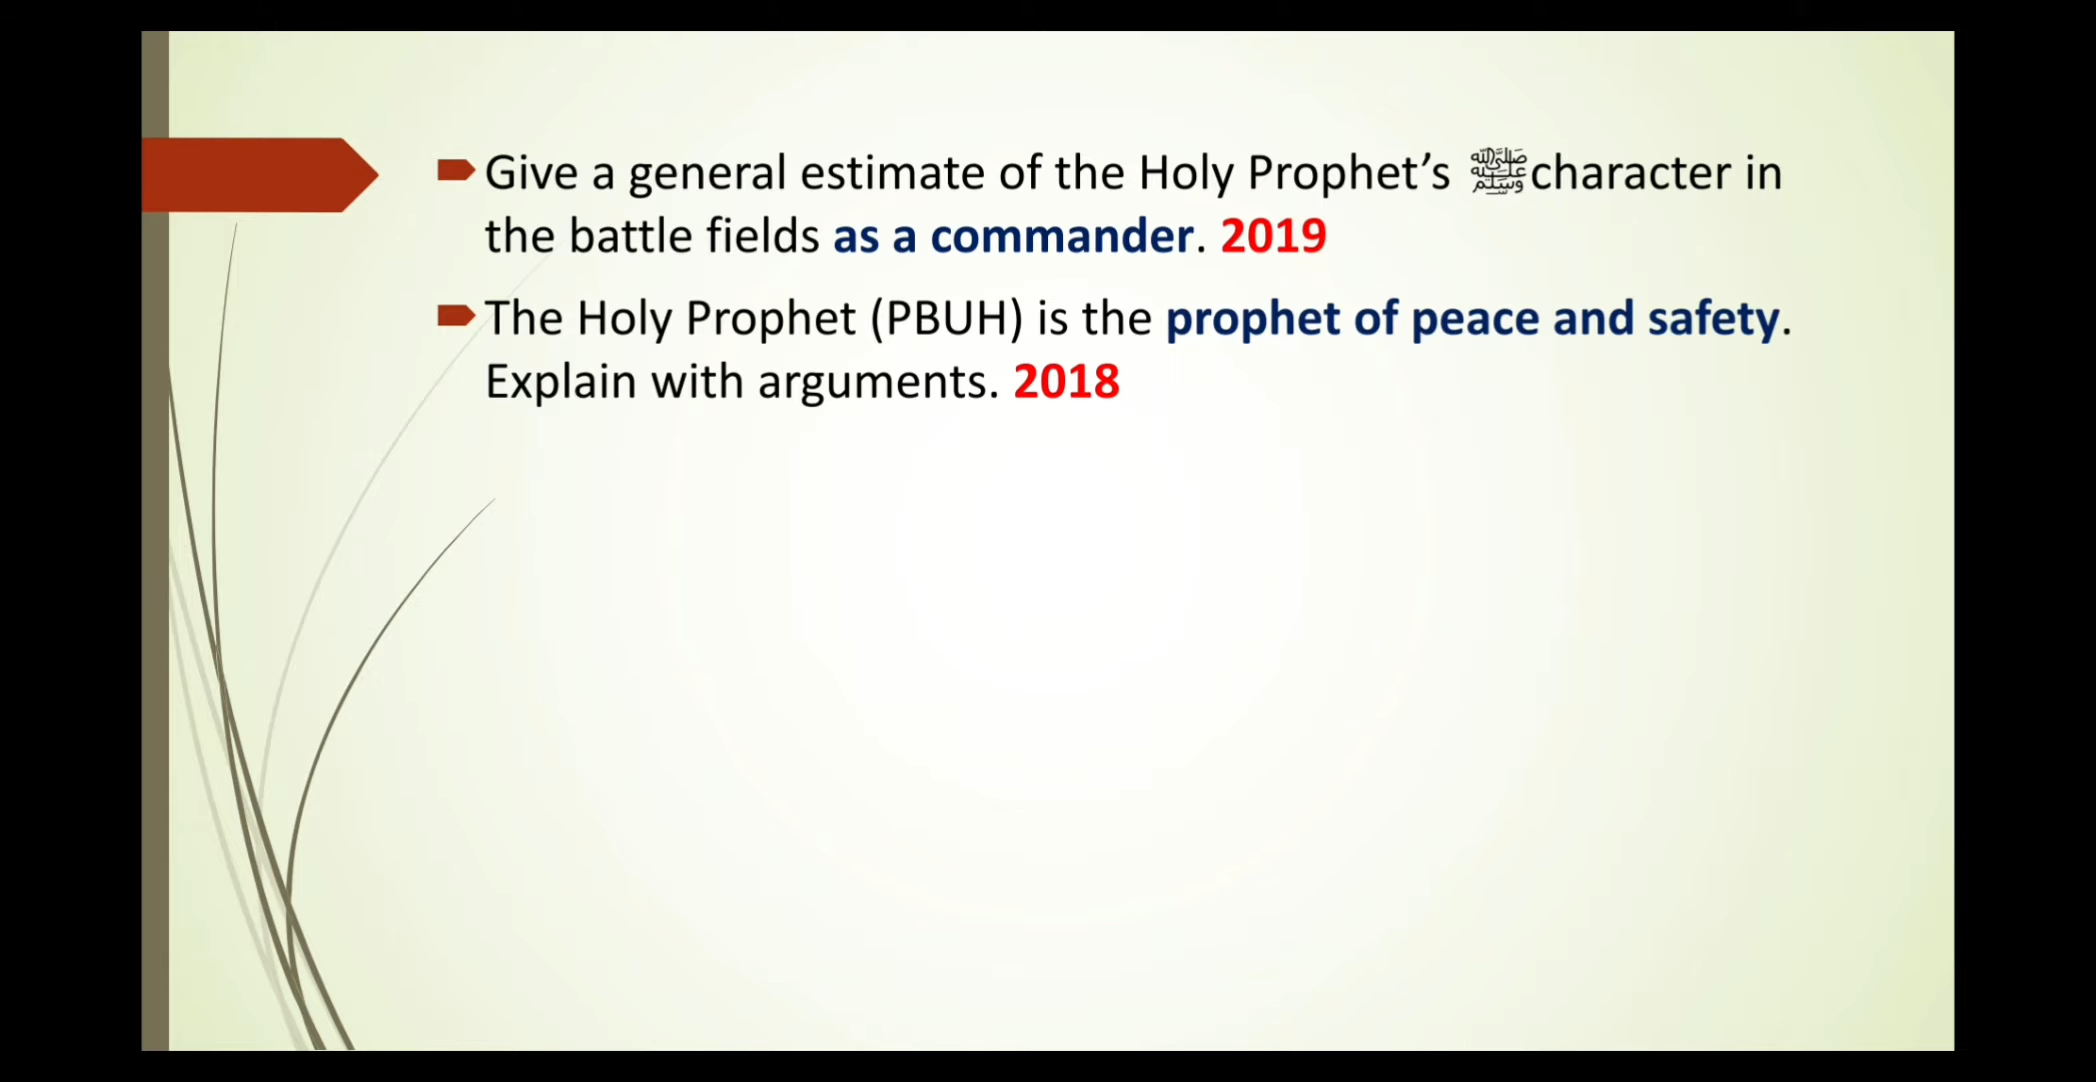 Give a general estimate of the Holy Prophet's ﷺ character in
the battle fields as a commander. 2019
The Holy Prophet (PBUH) is the prophet of peace and safety.
Explain with arguments. 2018